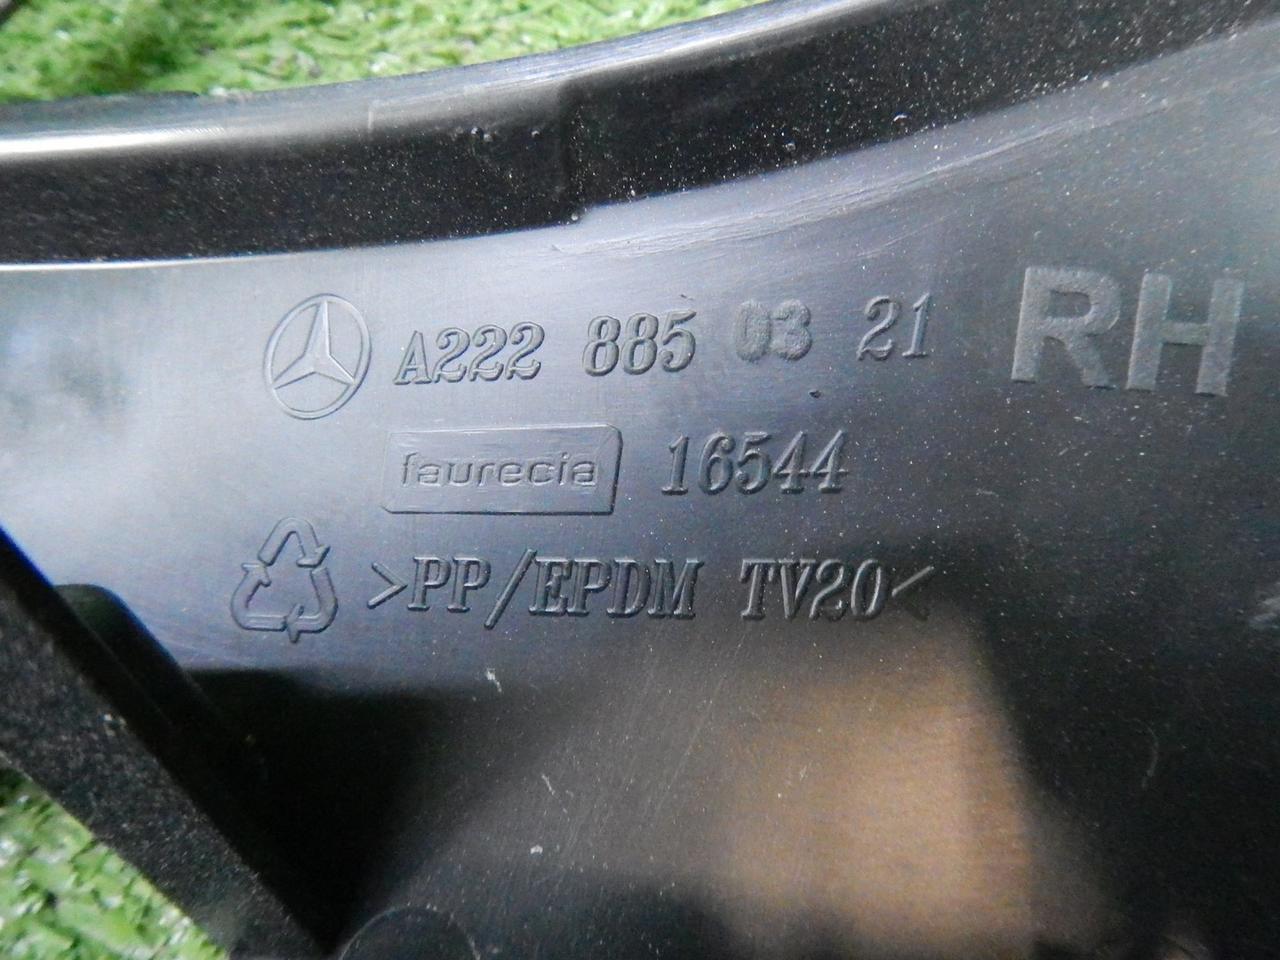 A222 885 03 21 RH
faurecia 16544
>PP/EPDM TV20<